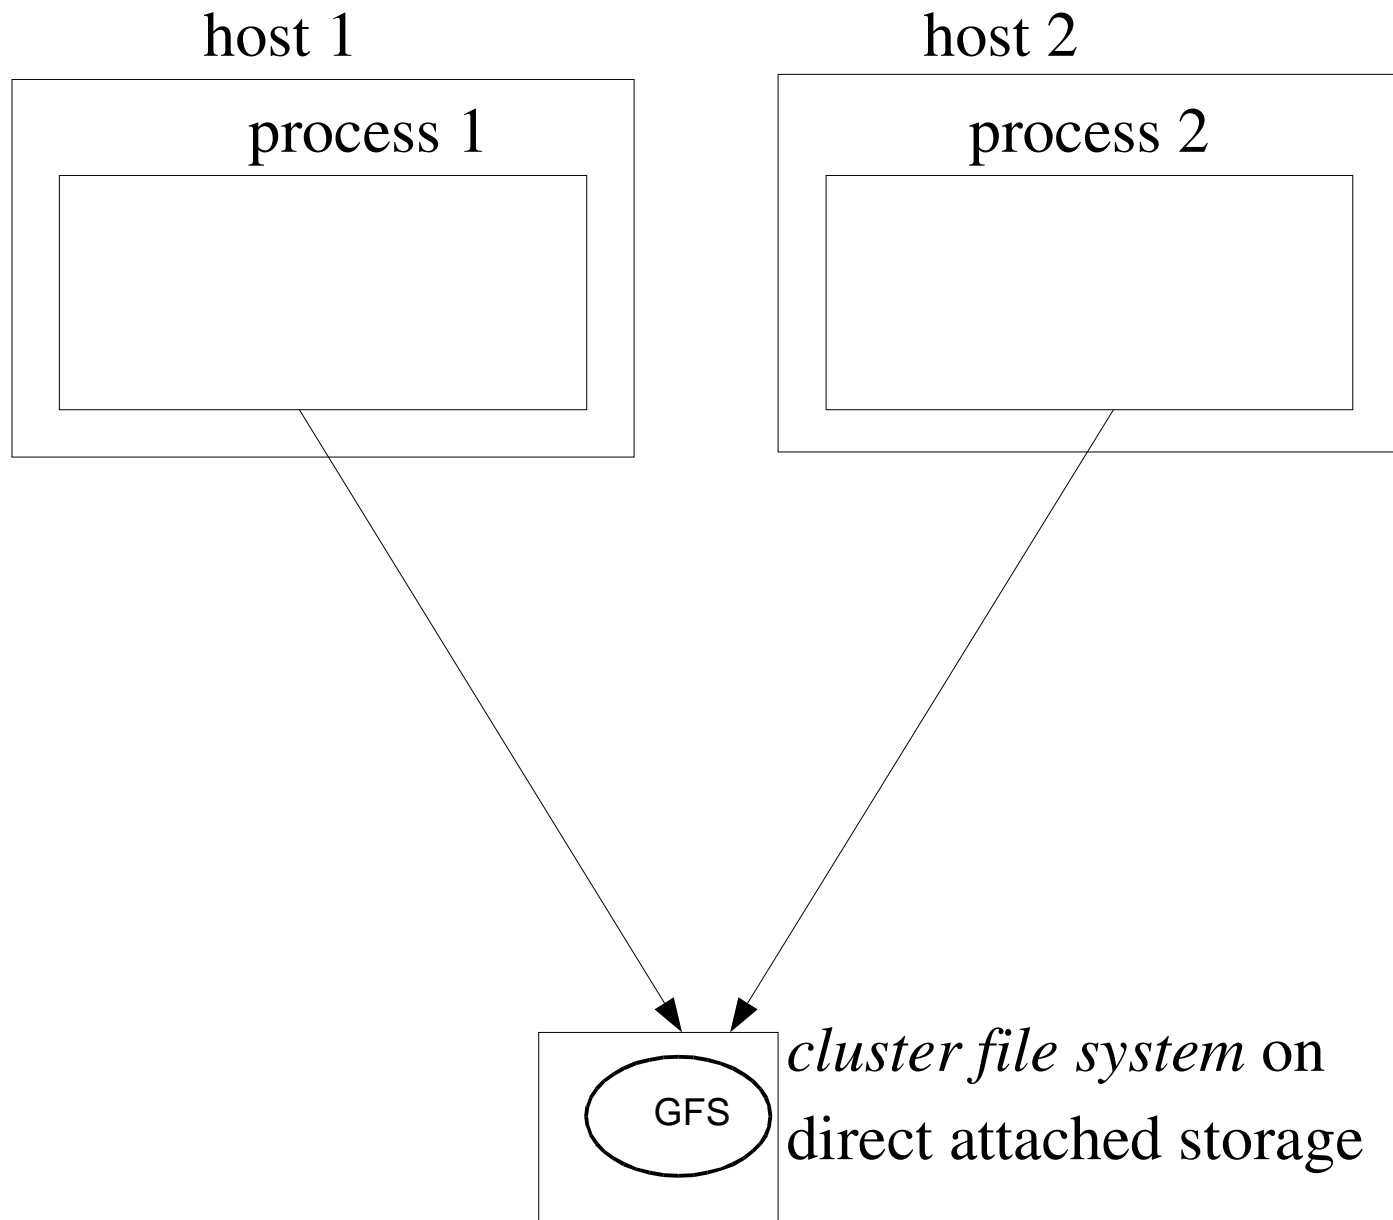 host 1
host 2
process 1
process 2
cluster file system on
GFS
direct attached storage